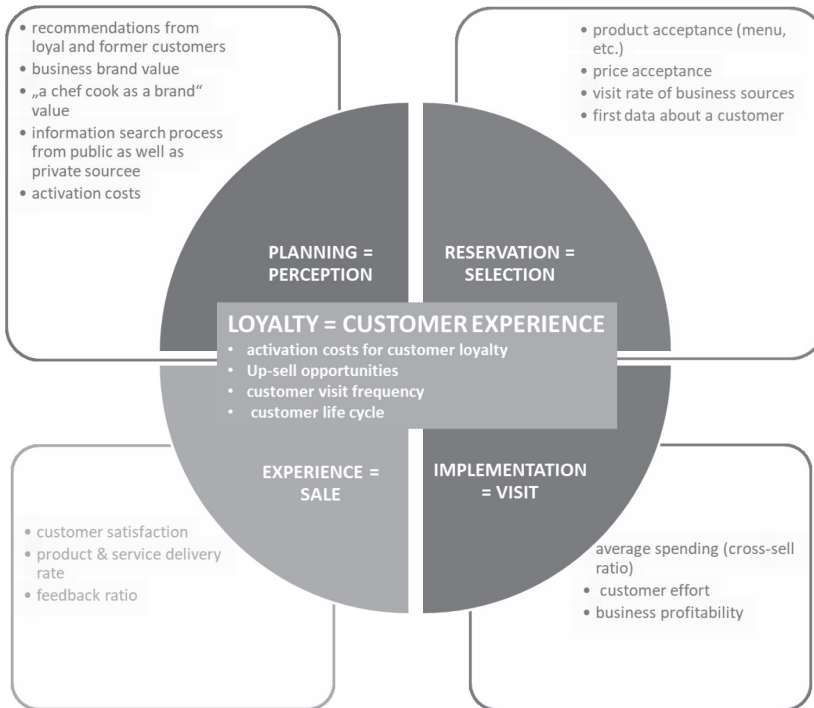 • recommendations from
loyal and former customers
• business brand value
• „a chef cook as a brand“
value
• information search process
from public as well as
private sourcee
• activation costs
• product acceptance (menu,
etc.)
• price acceptance
• visit rate of business sources
• first data about a customer
PLANNING =
PERCEPTION
RESERVATION =
SELECTION
LOYALTY = CUSTOMER EXPERIENCE
• activation costs for customer loyalty
• Up-sell opportunities
• customer visit frequency
• customer life cycle
EXPERIENCE =
SALE
IMPLEMENTATION
= VISIT
• customer satisfaction
• product & service delivery
rate
• feedback ratio
average spending (cross-sell
ratio)
• customer effort
• business profitability